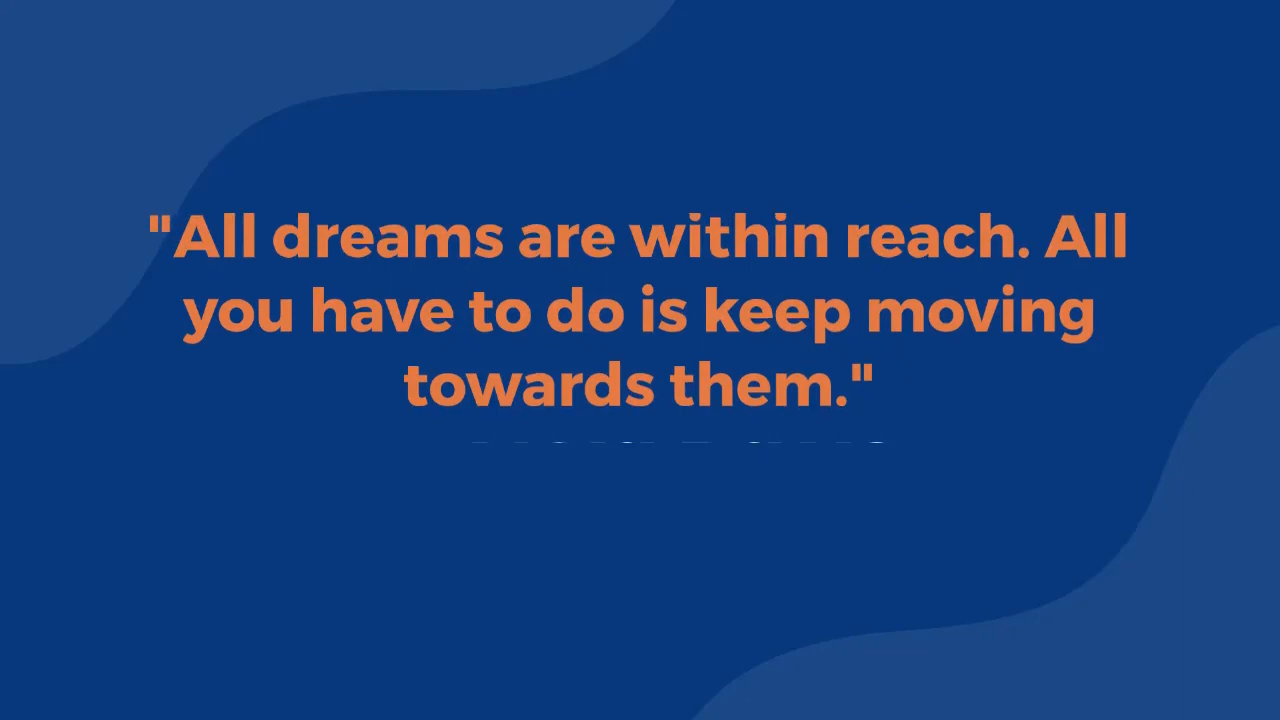 "All dreams are within reach. All
you have to do is keep moving
towards them."